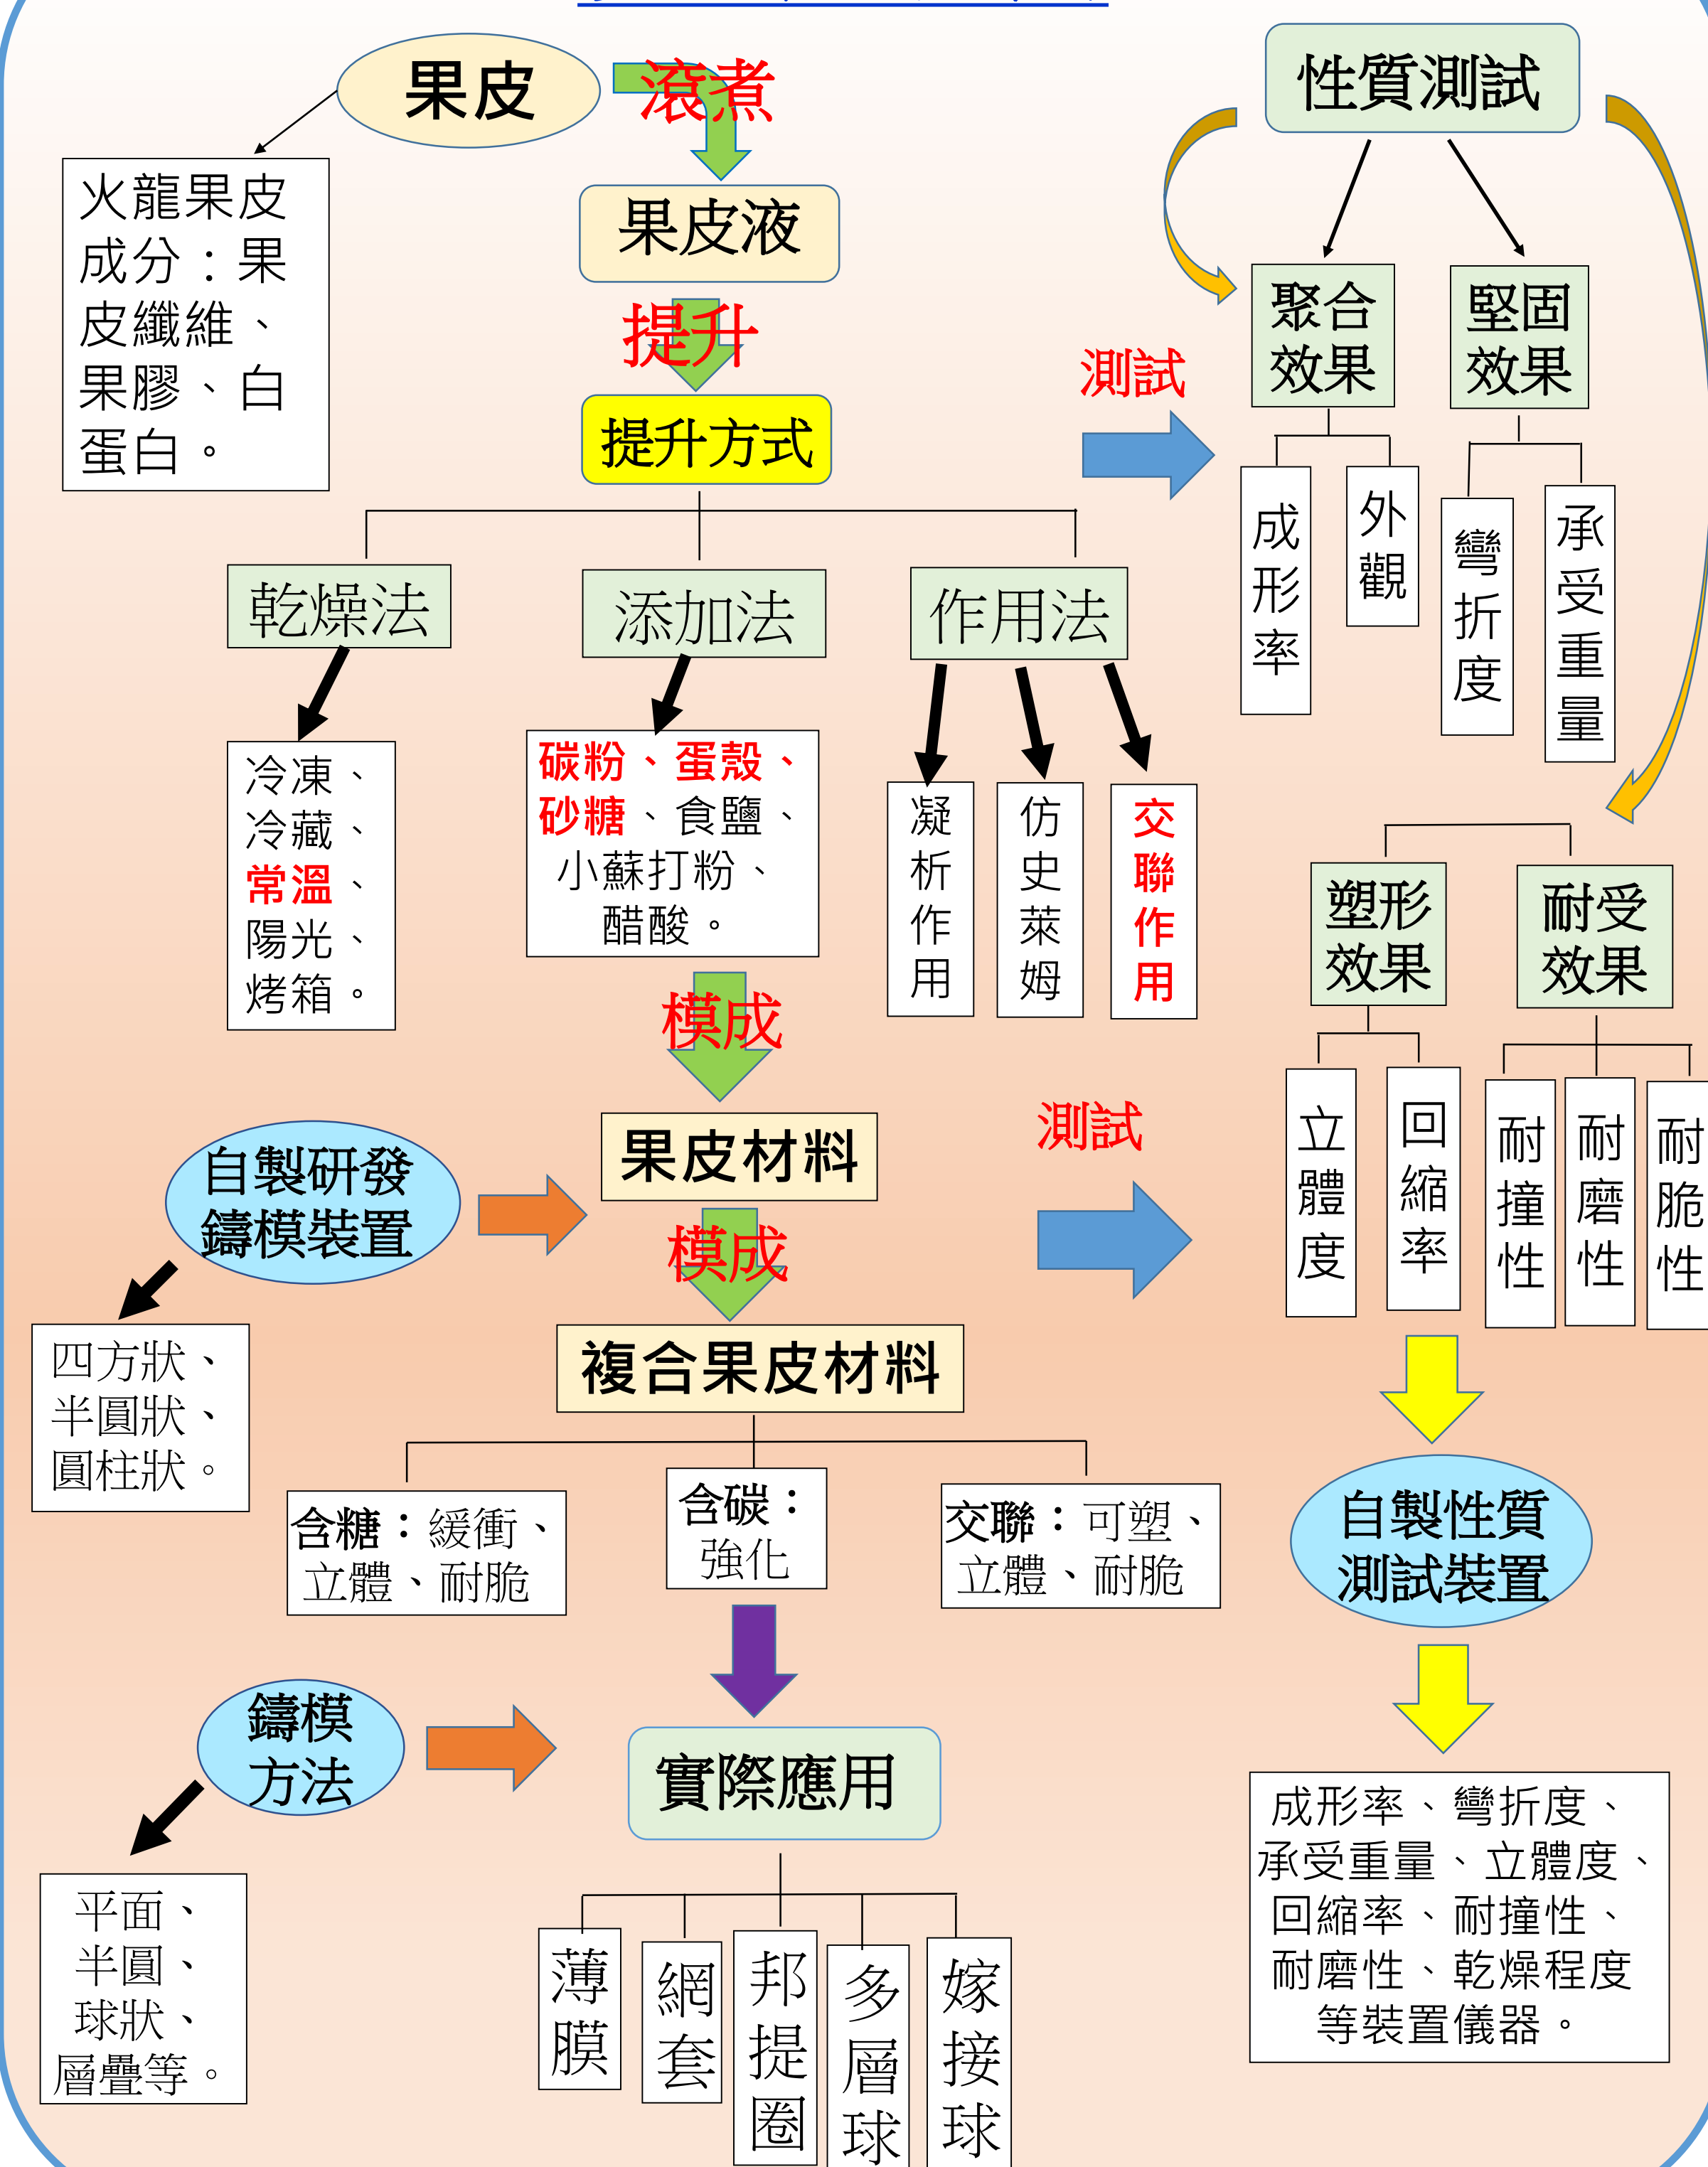 果皮
滾煮
火龍果皮
成分：果
皮纖維、
果膠、白
蛋白。
果皮液
提升
提升方式
乾燥法
添加法
作用法
冷凍、
冷藏、
常溫、
陽光、
烤箱。
碳粉、蛋殼、
砂糖、食鹽、
小蘇打粉、
醋酸。
凝析作用
仿史萊姆
交聯作用
模成
果皮材料
自製研發
鑄模裝置
四方狀、
半圓狀、
圓柱狀。
模成
複合果皮材料
含糖：緩衝、
立體、耐脆
含碳：
強化
交聯：可塑、
立體、耐脆
鑄模
方法
平面、
半圓、
球狀、
層疊等。
實際應用
薄膜
網套
邦提圈
多層球
嫁接球
測試
性質測試
聚合
效果
堅固
效果
成形率
外觀
彎折度
承受重量
測試
塑形
效果
耐受
效果
立體度
回縮率
耐撞性
耐磨性
耐脆性
自製性質
測試裝置
成形率、彎折度、
承受重量、立體度、
回縮率、耐撞性、
耐磨性、乾燥程度
等裝置儀器。